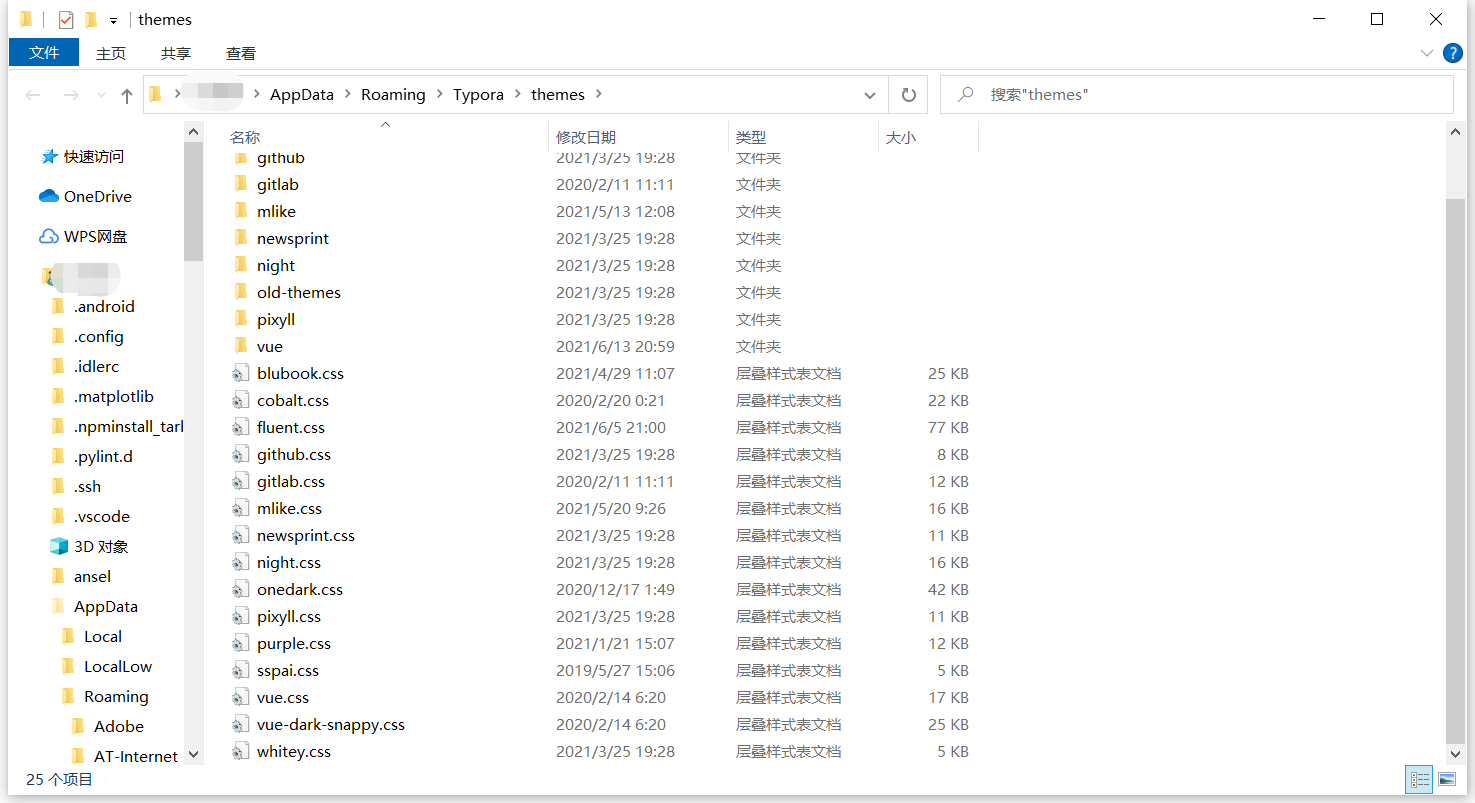 themes
文件 主页 共享 查看
AppData Roaming Typora themes 搜索"themes"
快速访问
OneDrive
WPS网盘
.android
.config
.idlerc
.matplotlib
.npminstall_tarl
.pylint.d
.ssh
.vscode
3D 对象
ansel
AppData
Local
LocalLow
Roaming
Adobe
AT-Internet
名称 修改日期 类型 大小
github 2021/3/25 19:28 文件夹
gitlab 2020/2/11 11:11 文件夹
mlike 2021/5/13 12:08 文件夹
newsprint 2021/3/25 19:28 文件夹
night 2021/3/25 19:28 文件夹
old-themes 2021/3/25 19:28 文件夹
pixyll 2021/3/25 19:28 文件夹
vue 2021/6/13 20:59 文件夹
blubook.css 2021/4/29 11:07 层叠样式表文档 25 KB
cobalt.css 2020/2/20 0:21 层叠样式表文档 22 KB
fluent.css 2021/6/5 21:00 层叠样式表文档 77 KB
github.css 2021/3/25 19:28 层叠样式表文档 8 KB
gitlab.css 2020/2/11 11:11 层叠样式表文档 12 KB
mlike.css 2021/5/20 9:26 层叠样式表文档 16 KB
newsprint.css 2021/3/25 19:28 层叠样式表文档 11 KB
night.css 2021/3/25 19:28 层叠样式表文档 16 KB
onedark.css 2020/12/17 1:49 层叠样式表文档 42 KB
pixyll.css 2021/3/25 19:28 层叠样式表文档 11 KB
purple.css 2021/1/21 15:07 层叠样式表文档 12 KB
sspai.css 2019/5/27 15:06 层叠样式表文档 5 KB
vue.css 2020/2/14 6:20 层叠样式表文档 17 KB
vue-dark-snappy.css 2020/2/14 6:20 层叠样式表文档 25 KB
whitey.css 2021/3/25 19:28 层叠样式表文档 5 KB
25 个项目